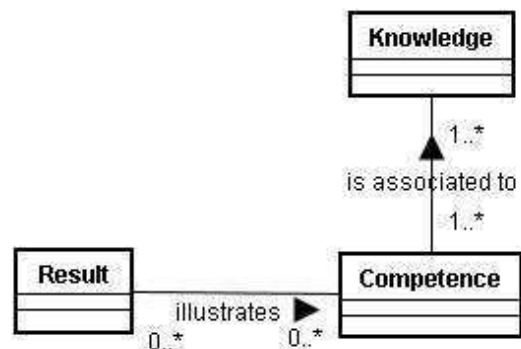 Knowledge
1..*
is associated to
1..*
Result
Competence
illustrates
0..*
0..*